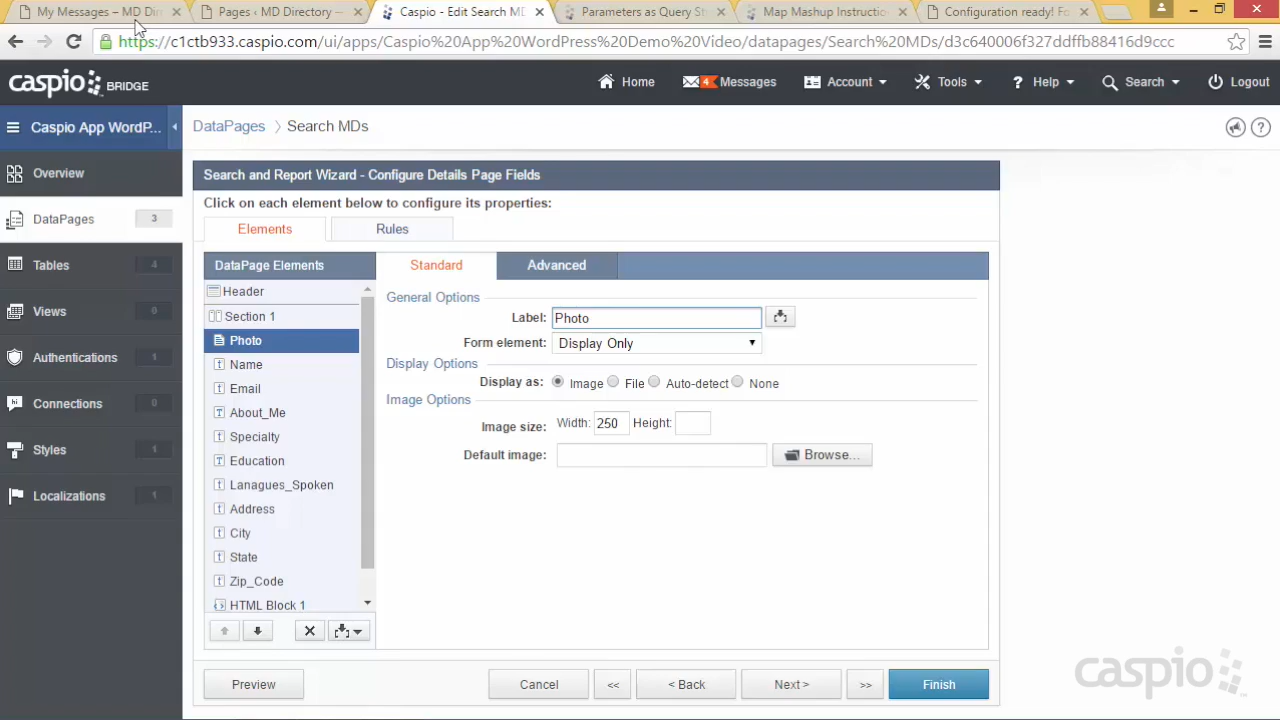 My Messages – MD Dir
Pages ‹ MD Directory —
Caspio - Edit Search MD
Parameters as Query St
Map Mashup Instructio
Configuration ready! Fo
https://c1ctb933.caspio.com/ui/apps/Caspio%20App%20WordPress%20Demo%20Video/datapages/Search%20MDs/d3c640006f327ddffb88416d9ccc
caspio BRIDGE
Home
4 Messages
Account
Tools
? Help
Search
Logout
Caspio App WordP...
DataPages
Search MDs
Overview
DataPages 3
Tables 4
Views 0
Authentications 1
Connections 0
Styles 1
Localizations 1
Search and Report Wizard - Configure Details Page Fields
Click on each element below to configure its properties:
Elements
Rules
DataPage Elements
Standard
Advanced
Header
Section 1
Photo
Name
Email
About_Me
Specialty
Education
Lanagues_Spoken
Address
City
State
Zip_Code
HTML Block 1
General Options
Label: Photo
Form element: Display Only
Display Options
Display as: Image File Auto-detect None
Image Options
Image size: Width: 250 Height:
Default image: Browse...
Preview
Cancel
<<
< Back
Next >
>>
Finish
caspio